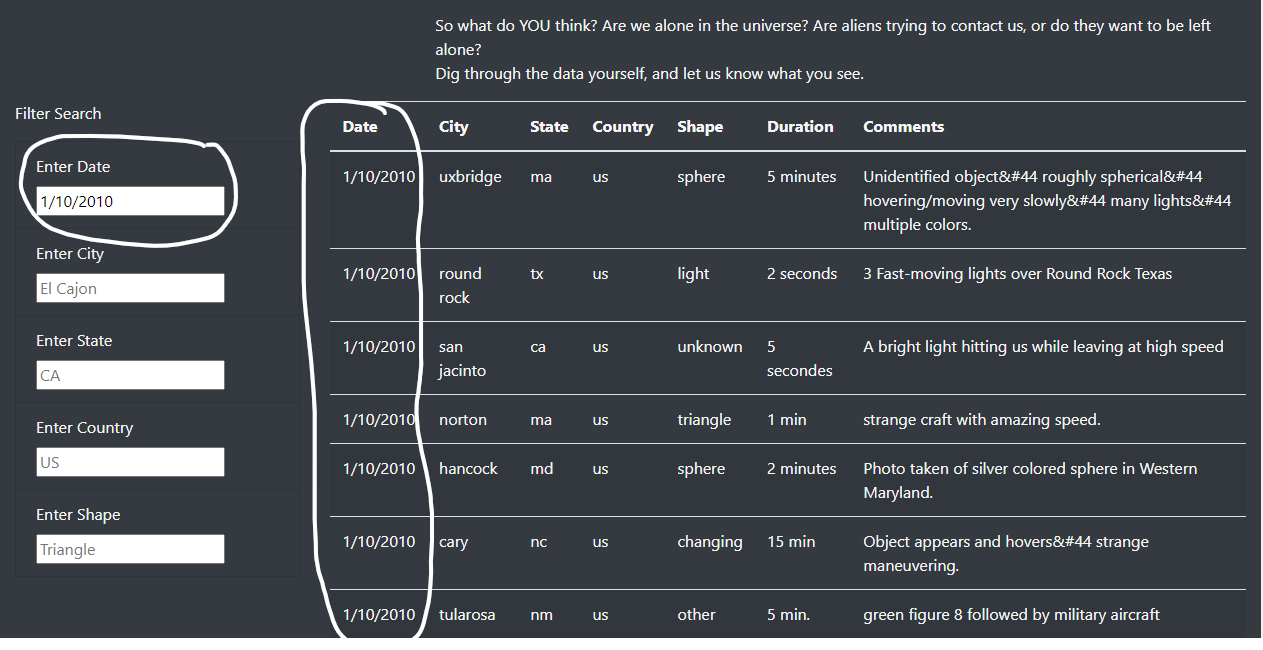 So what do YOU think? Are we alone in the universe? Are aliens trying to contact us, or do they want to be left
alone?
Dig through the data yourself, and let us know what you see.
Filter Search
Enter Date
1/10/2010
Enter City
El Cajon
Enter State
CA
Enter Country
US
Enter Shape
Triangle
Date City State Country Shape Duration Comments
1/10/2010 uxbridge ma us sphere 5 minutes Unidentified object&#44 roughly spherical&#44
hovering/moving very slowly&#44 many lights&#44
multiple colors.
1/10/2010 round tx us light 2 seconds 3 Fast-moving lights over Round Rock Texas
rock
1/10/2010 san ca us unknown 5 A bright light hitting us while leaving at high speed
jacinto secondes
1/10/2010 norton ma us triangle 1 min strange craft with amazing speed.
1/10/2010 hancock md us sphere 2 minutes Photo taken of silver colored sphere in Western
Maryland.
1/10/2010 cary nc us changing 15 min Object appears and hovers&#44 strange
maneuvering.
1/10/2010 tularosa nm us other 5 min. green figure 8 followed by military aircraft